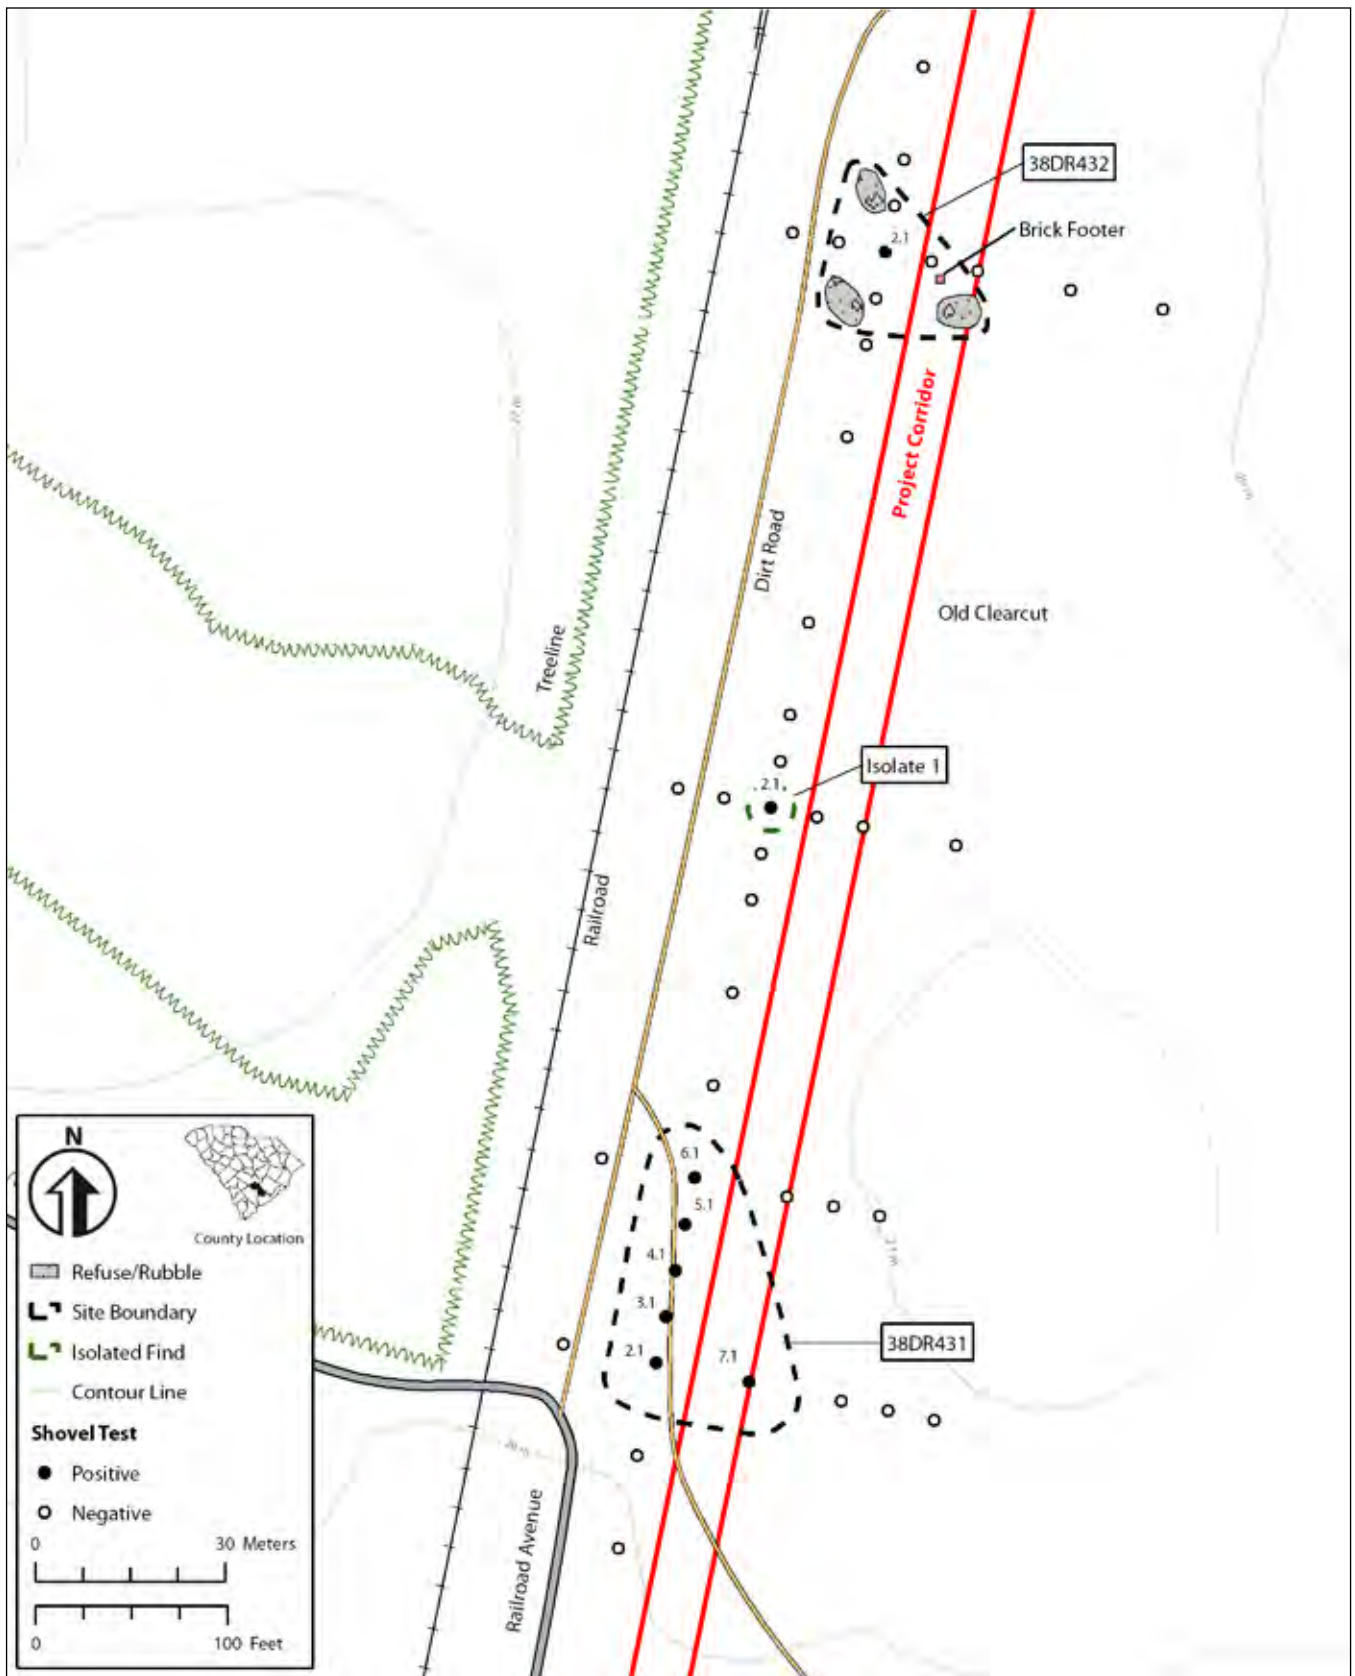 38DR432
2.1
Brick Footer
Project Corridor
Dirt Road
Old Clearcut
Treeline
Isolate 1
2.1
Railroad
6.1
5.1
4.1
3.1
2.1
7.1
38DR431
21 m
Railroad Avenue
N
County Location
Refuse/Rubble
Site Boundary
Isolated Find
Contour Line
Shovel Test
Positive
Negative
0 30 Meters
0 100 Feet